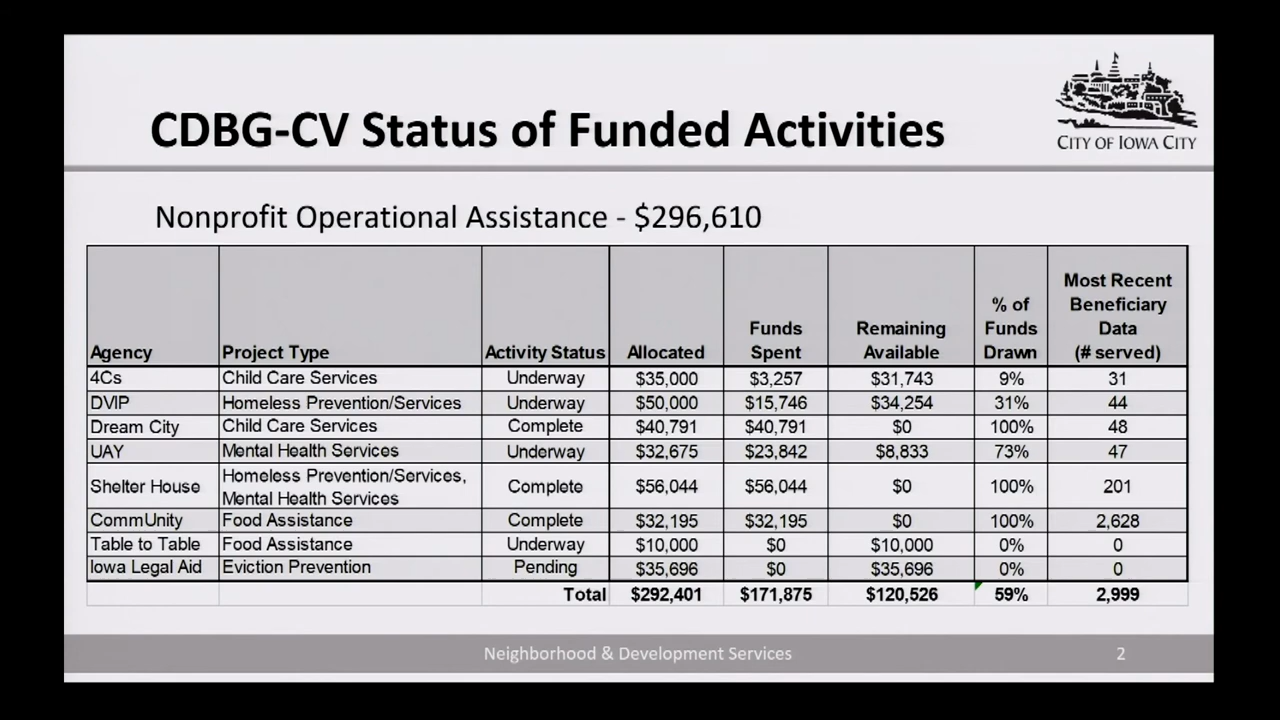 CDBG-CV Status of Funded Activities
CITY OF IOWA CITY
Nonprofit Operational Assistance - $296,610
Agency Project Type Activity Status Allocated Funds Spent Remaining Available % of Funds Drawn Most Recent Beneficiary Data (# served)
4Cs Child Care Services Underway $35,000 $3,257 $31,743 9% 31
DVIP Homeless Prevention/Services Underway $50,000 $15,746 $34,254 31% 44
Dream City Child Care Services Complete $40,791 $40,791 $0 100% 48
UAY Mental Health Services Underway $32,675 $23,842 $8,833 73% 47
Shelter House Homeless Prevention/Services, Mental Health Services Complete $56,044 $56,044 $0 100% 201
CommUnity Food Assistance Complete $32,195 $32,195 $0 100% 2,628
Table to Table Food Assistance Underway $10,000 $0 $10,000 0% 0
Iowa Legal Aid Eviction Prevention Pending $35,696 $0 $35,696 0% 0
Total $292,401 $171,875 $120,526 59% 2,999
Neighborhood & Development Services 2